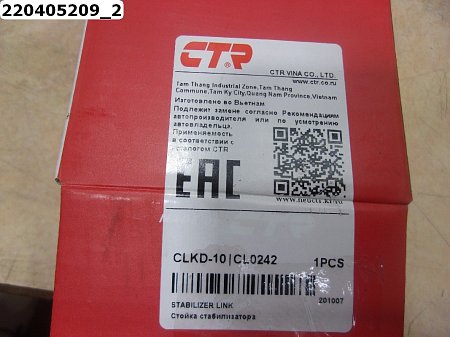 220405209_2
CTR
CTR VINA CO., LTD.
www.ctr.co.ru
Tam Thang Industrial Zone,Tam Thang
Commune,Tam Ky City,Quang Nam Province,Vietnam
Изготовлено во Вьетнам
Подлежит замене согласно Рекомендациям
автопроизводителя или по усмотрению
автовладельца.
Применяемость
в соответствии с
каталогом CTR
EAC
CLKD-10|CL0242 1PCS
STABILIZER LINK 201007
Стойка стабилизатора